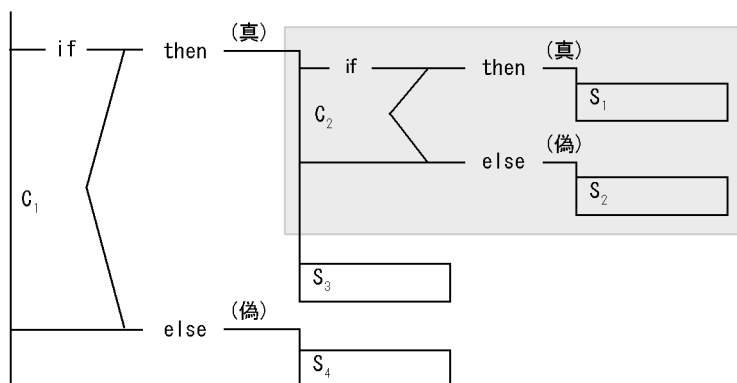 if then (真)
if then (真)
C₂ S₁
else (偽)
C₁ S₂
S₃
else (偽)
S₄